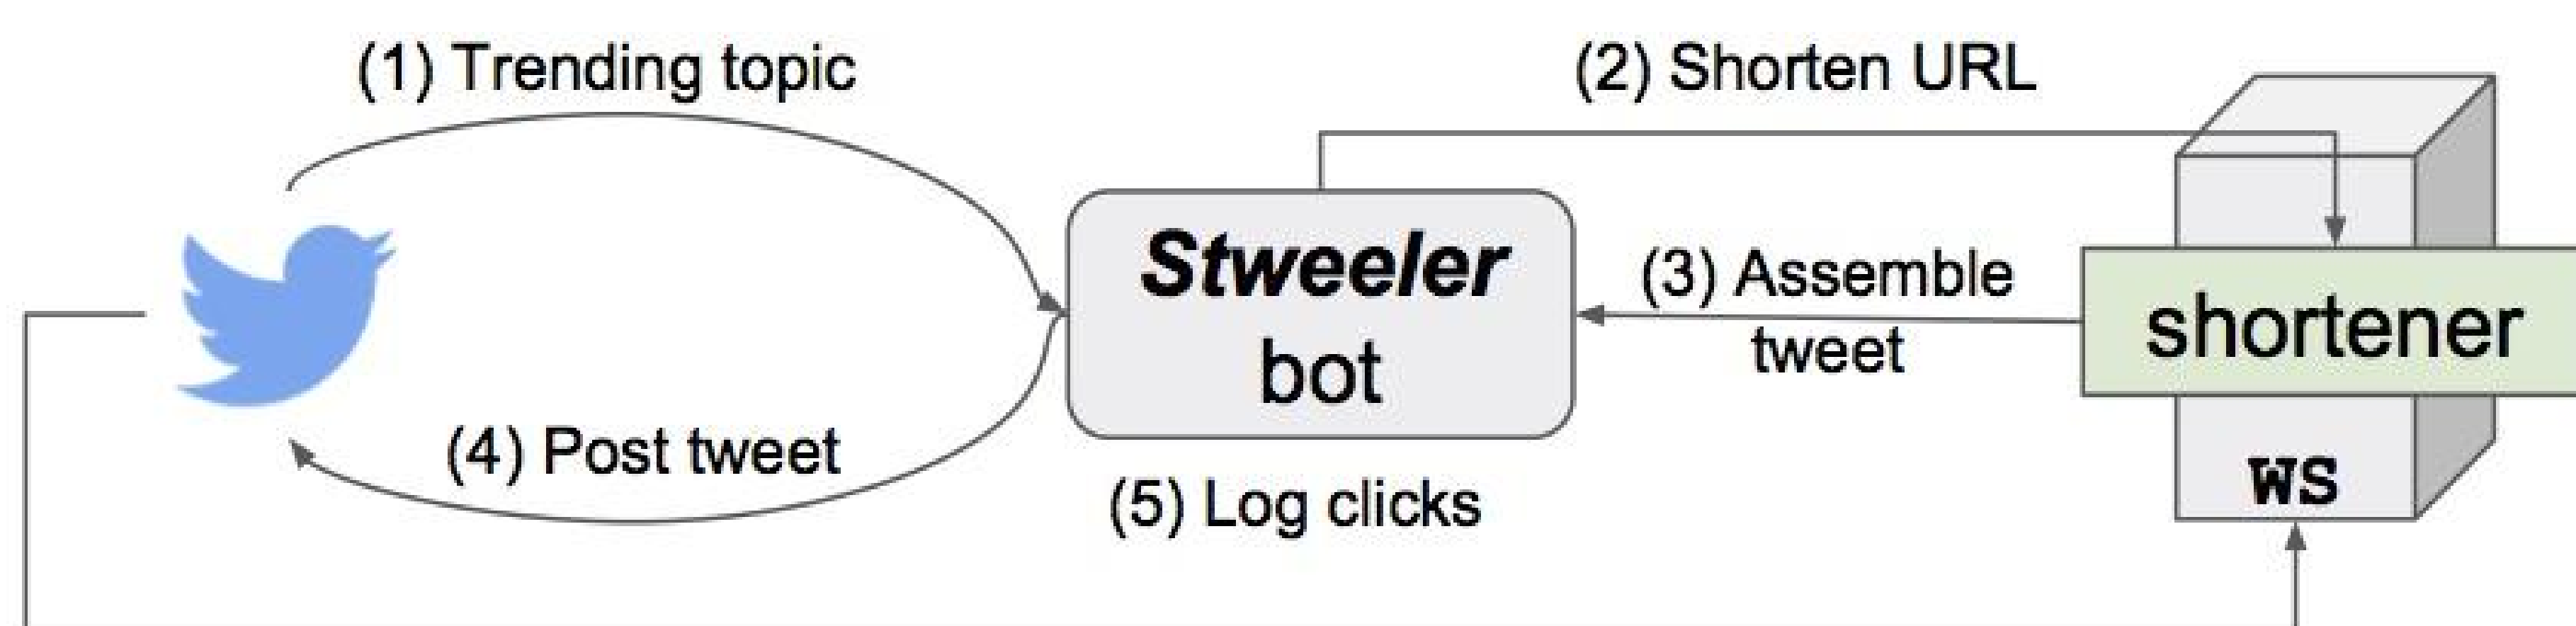 (1) Trending topic
(2) Shorten URL
Stweeler
bot
(3) Assemble
tweet
shortener
(4) Post tweet
(5) Log clicks
WS